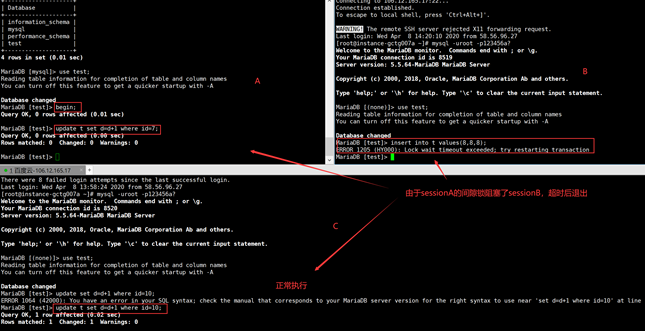 +--------------------+
| Database |
+--------------------+
| information_schema |
| mysql |
| performance_schema |
| test |
+--------------------+
4 rows in set (0.01 sec)
MariaDB [mysql]> use test;
Reading table information for completion of table and column names
You can turn off this feature to get a quicker startup with -A
Database changed
MariaDB [test]> begin;
Query OK, 0 rows affected (0.01 sec)
MariaDB [test]> update t set d=d+1 where id=7;
Query OK, 0 rows affected (0.00 sec)
Rows matched: 0 Changed: 0 Warnings: 0
MariaDB [test]>
A
Connecting to 106.12.165.17:22...
Connection established.
To escape to local shell, press 'Ctrl+Alt+]'.
WARNING! The remote SSH server rejected X11 forwarding request.
Last login: Wed Apr 8 14:20:10 2020 from 58.56.96.27
[root@instance-gctg007a ~]# mysql -uroot -p123456a?
Welcome to the MariaDB monitor. Commands end with ; or \g.
Your MariaDB connection id is 8519
Server version: 5.5.64-MariaDB MariaDB Server
Copyright (c) 2000, 2018, Oracle, MariaDB Corporation Ab and others.
Type 'help;' or '\h' for help. Type '\c' to clear the current input statement.
MariaDB [(none)]> use test;
Reading table information for completion of table and column names
You can turn off this feature to get a quicker startup with -A
Database changed
MariaDB [test]> insert into t values(8,8,8);
ERROR 1205 (HY000): Lock wait timeout exceeded; try restarting transaction
MariaDB [test]>
B
1 百度云-106.12.165.17 × +
There were 8 failed login attempts since the last successful login.
Last login: Wed Apr 8 13:58:24 2020 from 58.56.96.27
[root@instance-gctg007a ~]# mysql -uroot -p123456a?
Welcome to the MariaDB monitor. Commands end with ; or \g.
Your MariaDB connection id is 8520
Server version: 5.5.64-MariaDB MariaDB Server
Copyright (c) 2000, 2018, Oracle, MariaDB Corporation Ab and others.
Type 'help;' or '\h' for help. Type '\c' to clear the current input statement.
MariaDB [(none)]> use test;
Reading table information for completion of table and column names
You can turn off this feature to get a quicker startup with -A
Database changed
MariaDB [test]> update set d=d+1 where id=10;
ERROR 1064 (42000): You have an error in your SQL syntax; check the manual that corresponds to your MariaDB server version for the right syntax to use near 'set d=d+1 where id=10' at line
MariaDB [test]> update t set d=d+1 where id=10;
Query OK, 1 row affected (0.02 sec)
Rows matched: 1 Changed: 1 Warnings: 0
C
由于sessionA的间隙锁阻塞了sessionB，超时后退出
正常执行